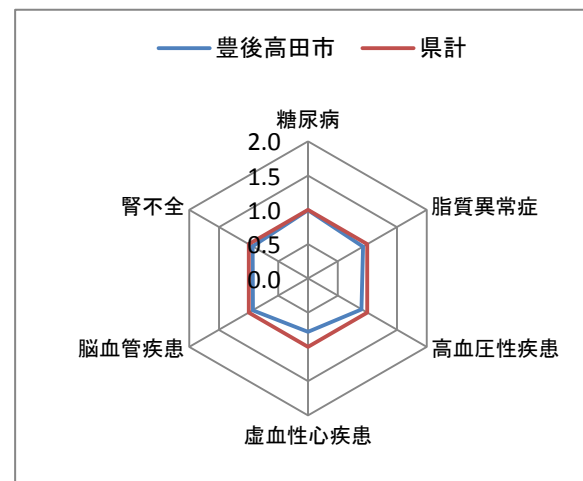 豊後高田市 県計
糖尿病
2.0
1.5
1.0
0.5
0.0
脂質異常症
高血圧性疾患
虚血性心疾患
脳血管疾患
腎不全